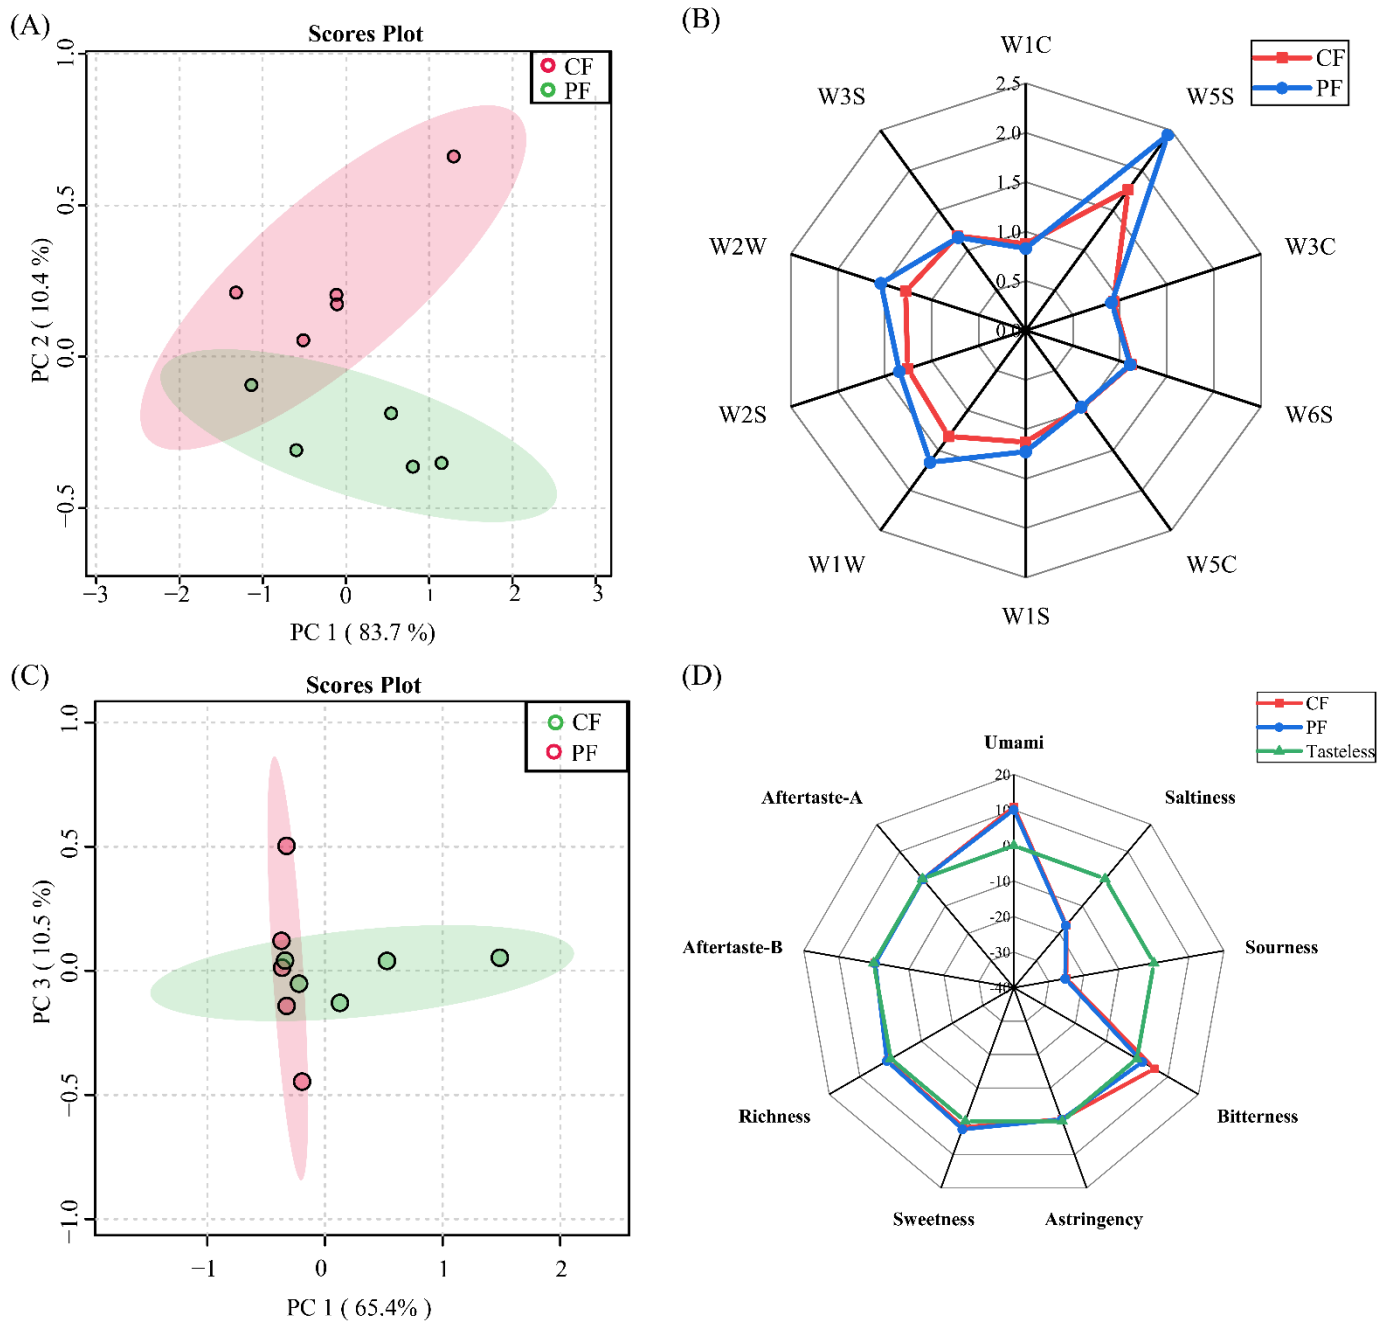 (A)
Scores Plot
CF
PF
1.0
0.5
0.0
−0.5
PC 2 ( 10.4 %)
−3 −2 −1 0 1 2 3
PC 1 ( 83.7 %)
(B)
CF
PF
W1C
W5S
W3C
W6S
W5C
W1S
W1W
W2S
W2W
W3S
2.5
2.0
1.5
1.0
0.5
0.0
(C)
Scores Plot
CF
PF
1.0
0.5
0.0
−0.5
−1.0
PC 3 ( 10.5 %)
−1 0 1 2
PC 1 ( 65.4% )
(D)
CF
PF
Tasteless
Umami
Saltiness
Sourness
Bitterness
Astringency
Sweetness
Richness
Aftertaste-B
Aftertaste-A
20
10
0
-10
-20
-30
-40